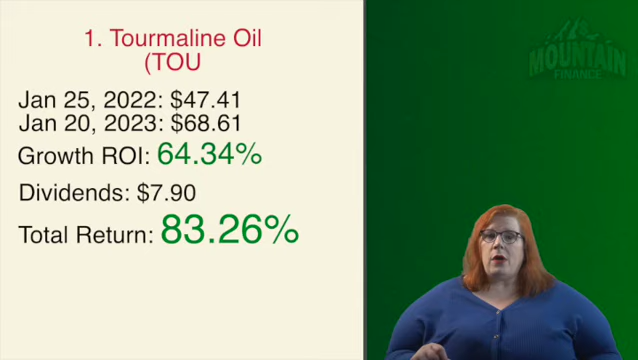 1. Tourmaline Oil
(TOU
Jan 25, 2022: $47.41
Jan 20, 2023: $68.61
Growth ROI: 64.34%
Dividends: $7.90
Total Return: 83.26%
MOUNTAIN
FINANCE